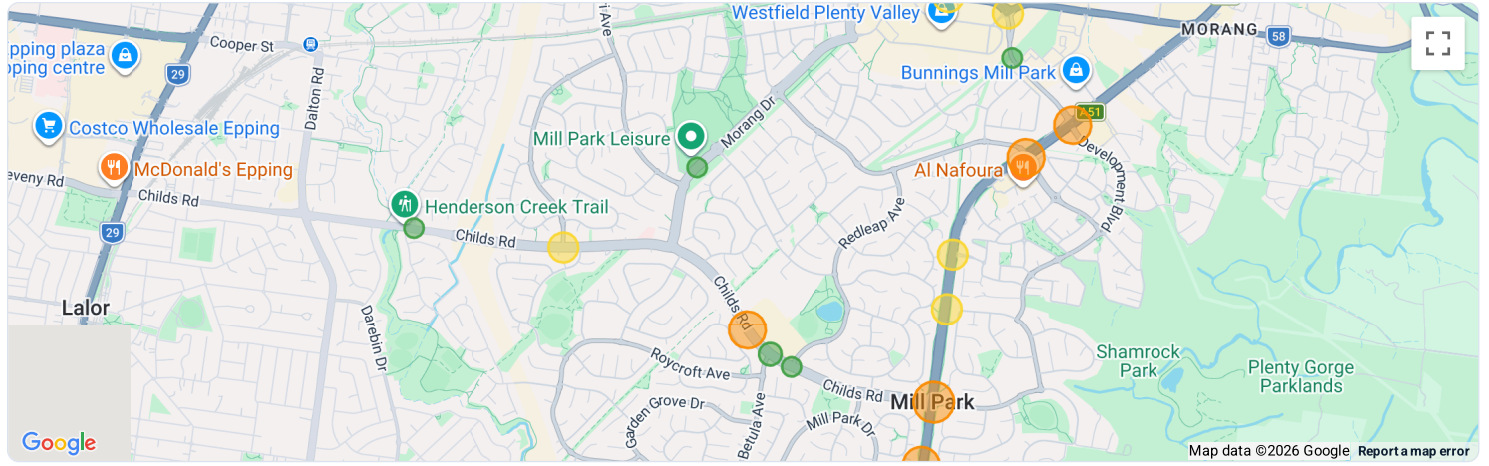 Westfield Plenty Valley
MORANG
58
Cooper St
pping plaza
pping centre
29
Bunnings Mill Park
Dalton Rd
Morang Dr
A51
Costco Wholesale Epping
Mill Park Leisure
Development Blvd
McDonald's Epping
Al Nafoura
eveny Rd
Childs Rd
Henderson Creek Trail
Redleap Ave
29
Childs Rd
Lalor
Childs Rd
Darebin Dr
Shamrock
Park
Plenty Gorge
Parklands
Roycroft Ave
Childs Rd
Mill Park
Garden Grove Dr
Betula Ave
Mill Park Dr
Google
Map data ©2026 Google
Report a map error